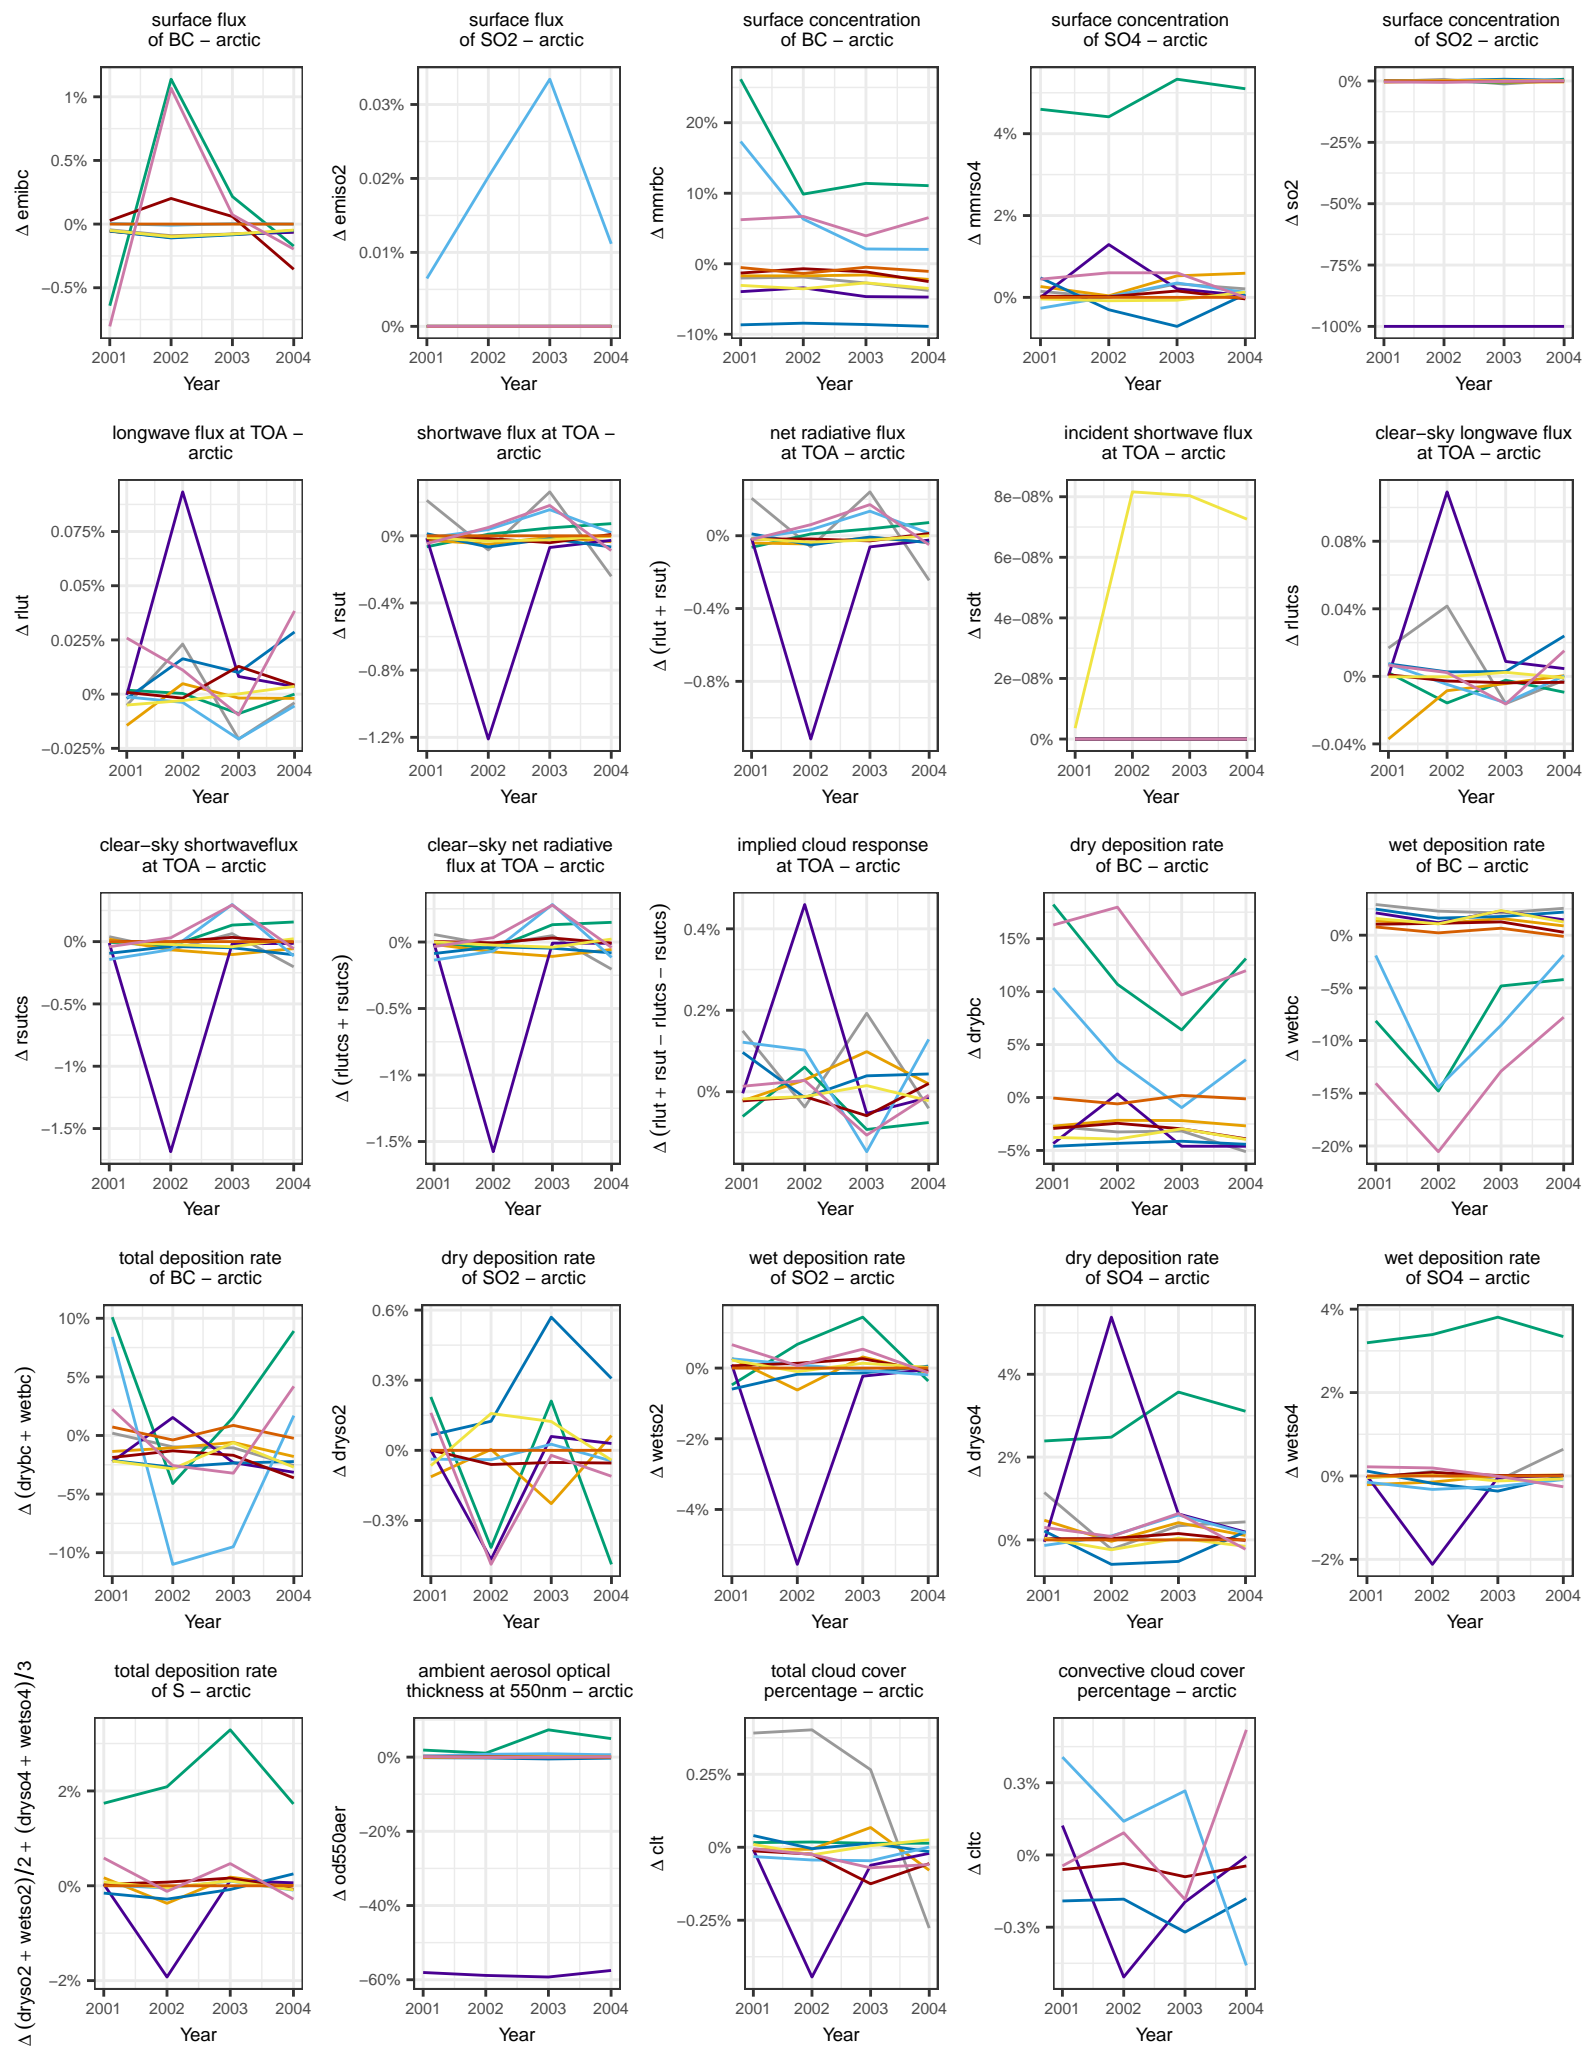 surface flux
of BC − arctic
Δ emibc
1%
0.5%
0%
−0.5%
2001 2002 2003 2004
Year
surface flux
of SO2 − arctic
Δ emiso2
0.03%
0.02%
0.01%
0%
2001 2002 2003 2004
Year
surface concentration
of BC − arctic
Δ mmrbc
20%
10%
0%
−10%
2001 2002 2003 2004
Year
surface concentration
of SO4 − arctic
Δ mmrso4
4%
2%
0%
2001 2002 2003 2004
Year
surface concentration
of SO2 − arctic
Δ so2
0%
−25%
−50%
−75%
−100%
2001 2002 2003 2004
Year
longwave flux at TOA −
arctic
Δ rlut
0.075%
0.05%
0.025%
0%
−0.025%
2001 2002 2003 2004
Year
shortwave flux at TOA −
arctic
Δ rsut
0%
−0.4%
−0.8%
−1.2%
2001 2002 2003 2004
Year
net radiative flux
at TOA − arctic
Δ (rlut + rsut)
0%
−0.4%
−0.8%
2001 2002 2003 2004
Year
incident shortwave flux
at TOA − arctic
Δ rsdt
8e−08%
6e−08%
4e−08%
2e−08%
0%
2001 2002 2003 2004
Year
clear−sky longwave flux
at TOA − arctic
Δ rlutcs
0.08%
0.04%
0%
−0.04%
2001 2002 2003 2004
Year
clear−sky shortwaveflux
at TOA − arctic
Δ rsutcs
0%
−0.5%
−1%
−1.5%
2001 2002 2003 2004
Year
clear−sky net radiative
flux at TOA − arctic
Δ (rlutcs + rsutcs)
0%
−0.5%
−1%
−1.5%
2001 2002 2003 2004
Year
implied cloud response
at TOA − arctic
Δ (rlut + rsut − rlutcs − rsutcs)
0.4%
0.2%
0%
2001 2002 2003 2004
Year
dry deposition rate
of BC − arctic
Δ drybc
15%
10%
5%
0%
−5%
2001 2002 2003 2004
Year
wet deposition rate
of BC − arctic
Δ wetbc
0%
−5%
−10%
−15%
−20%
2001 2002 2003 2004
Year
total deposition rate
of BC − arctic
Δ (drybc + wetbc)
10%
5%
0%
−5%
−10%
2001 2002 2003 2004
Year
dry deposition rate
of SO2 − arctic
Δ dryso2
0.6%
0.3%
0%
−0.3%
2001 2002 2003 2004
Year
wet deposition rate
of SO2 − arctic
Δ wetso2
0%
−2%
−4%
2001 2002 2003 2004
Year
dry deposition rate
of SO4 − arctic
Δ dryso4
4%
2%
0%
2001 2002 2003 2004
Year
wet deposition rate
of SO4 − arctic
Δ wetso4
4%
2%
0%
−2%
2001 2002 2003 2004
Year
total deposition rate
of S − arctic
Δ (dryso2 + wetso2)/2 + (dryso4 + wetso4)/3
2%
0%
−2%
2001 2002 2003 2004
Year
ambient aerosol optical
thickness at 550nm − arctic
Δ od550aer
0%
−20%
−40%
−60%
2001 2002 2003 2004
Year
total cloud cover
percentage − arctic
Δ clt
0.25%
0%
−0.25%
2001 2002 2003 2004
Year
convective cloud cover
percentage − arctic
Δ cltc
0.3%
0%
−0.3%
2001 2002 2003 2004
Year